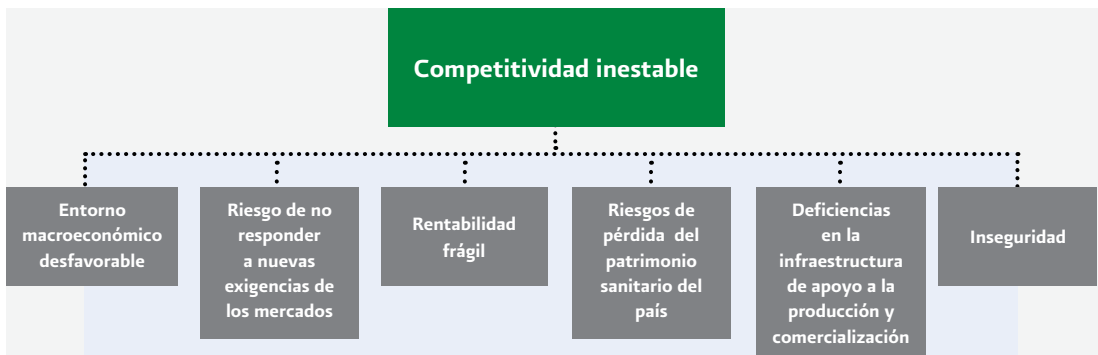 Competitividad inestable
Entorno
macroeconómico
desfavorable
Riesgo de no
responder
a nuevas
exigencias de
los mercados
Rentabilidad
frágil
Riesgos de
pérdida del
patrimonio
sanitario del
país
Deficiencias
en la
infraestructura
de apoyo a la
producción y
comercialización
Inseguridad